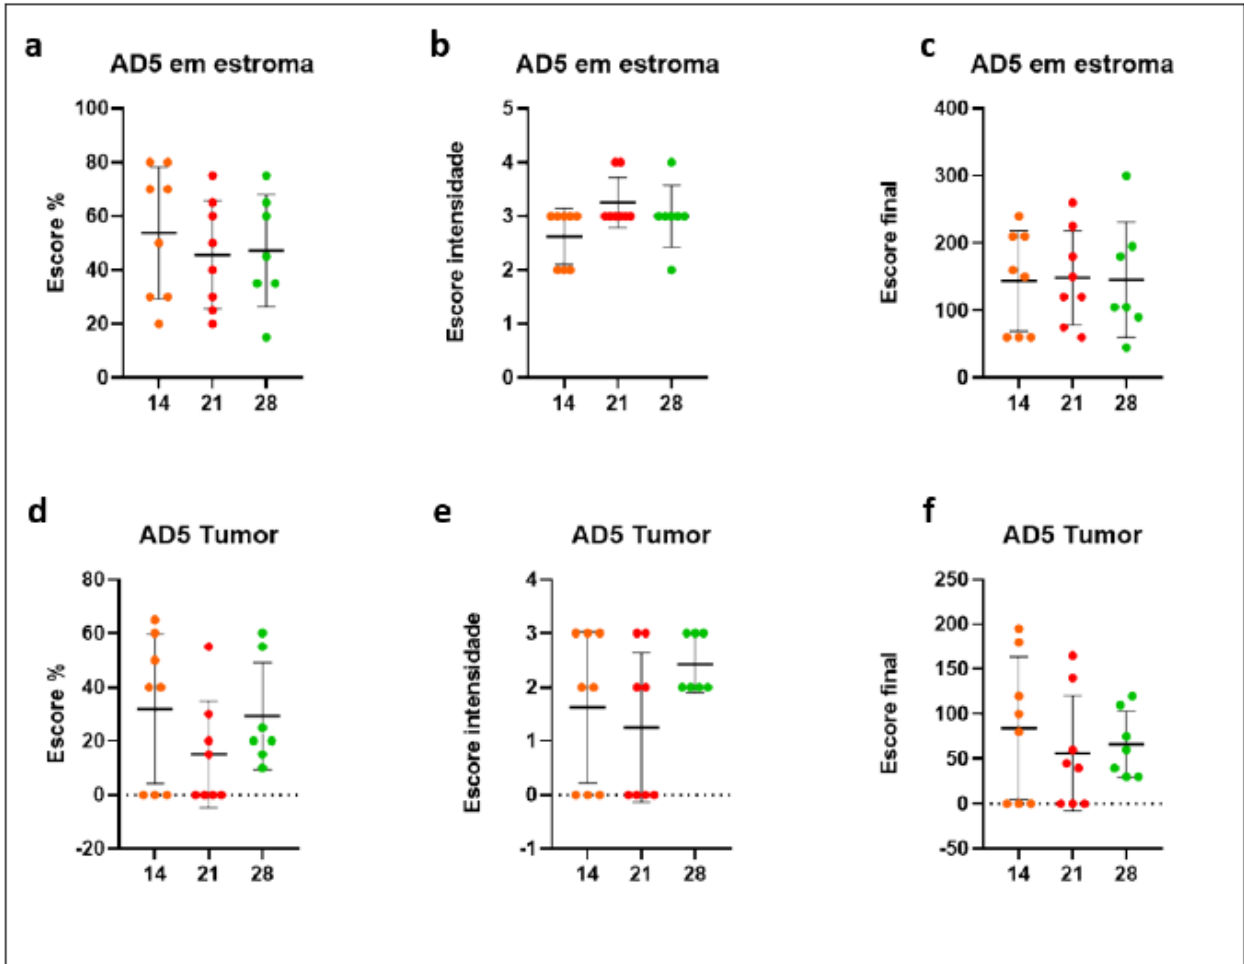 a
AD5 em estroma
Escore %
100
80
60
40
20
0
14 21 28
b
AD5 em estroma
Escore intensidade
5
4
3
2
1
0
14 21 28
c
AD5 em estroma
Escore final
400
300
200
100
0
14 21 28
d
AD5 Tumor
Escore %
80
60
40
20
0
-20
14 21 28
e
AD5 Tumor
Escore intensidade
4
3
2
1
0
-1
14 21 28
f
AD5 Tumor
Escore final
250
200
150
100
50
0
-50
14 21 28